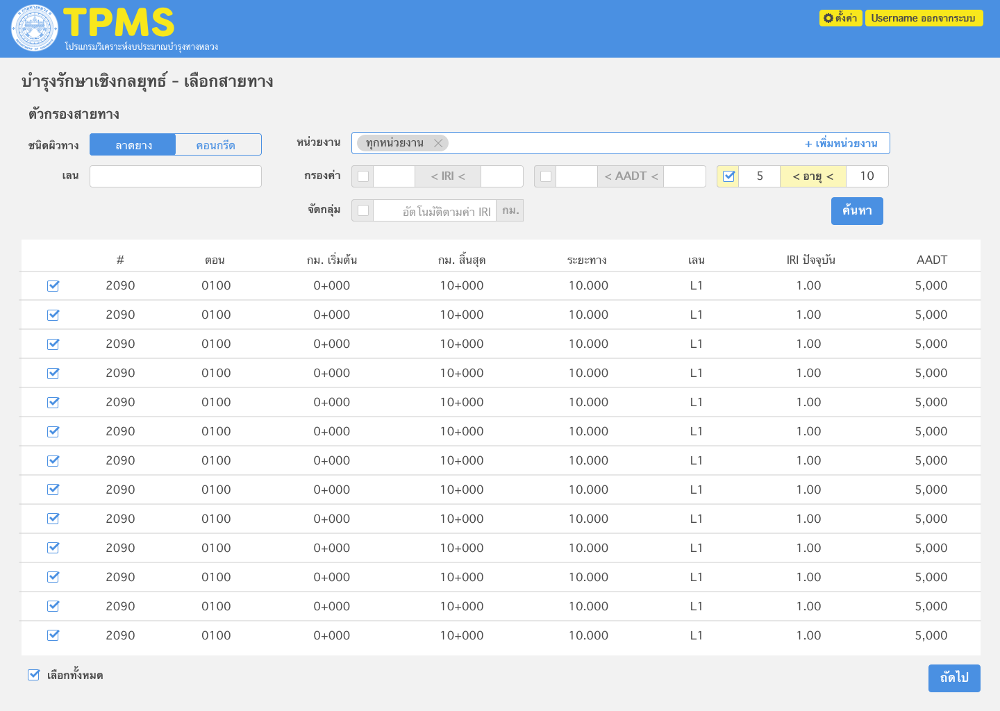 TPMS
โปรแกรมวิเคราะห์งบประมาณบำรุงทางหลวง
ตั้งค่า
Username ออกจากระบบ
บำรุงรักษาเชิงกลยุทธ์ - เลือกสายทาง
ตัวกรองสายทาง
ชนิดผิวทาง ลาดยาง คอนกรีต หน่วยงาน ทุกหน่วยงาน + เพิ่มหน่วยงาน
เลน กรองค่า < IRI < < AADT < 5 < อายุ < 10
จัดกลุ่ม อัตโนมัติตามค่า IRI กม. ค้นหา
# ตอน กม. เริ่มต้น กม. สิ้นสุด ระยะทาง เลน IRI ปัจจุบัน AADT
2090 0100 0+000 10+000 10.000 L1 1.00 5,000
2090 0100 0+000 10+000 10.000 L1 1.00 5,000
2090 0100 0+000 10+000 10.000 L1 1.00 5,000
2090 0100 0+000 10+000 10.000 L1 1.00 5,000
2090 0100 0+000 10+000 10.000 L1 1.00 5,000
2090 0100 0+000 10+000 10.000 L1 1.00 5,000
2090 0100 0+000 10+000 10.000 L1 1.00 5,000
2090 0100 0+000 10+000 10.000 L1 1.00 5,000
2090 0100 0+000 10+000 10.000 L1 1.00 5,000
2090 0100 0+000 10+000 10.000 L1 1.00 5,000
2090 0100 0+000 10+000 10.000 L1 1.00 5,000
2090 0100 0+000 10+000 10.000 L1 1.00 5,000
2090 0100 0+000 10+000 10.000 L1 1.00 5,000
เลือกทั้งหมด
ถัดไป